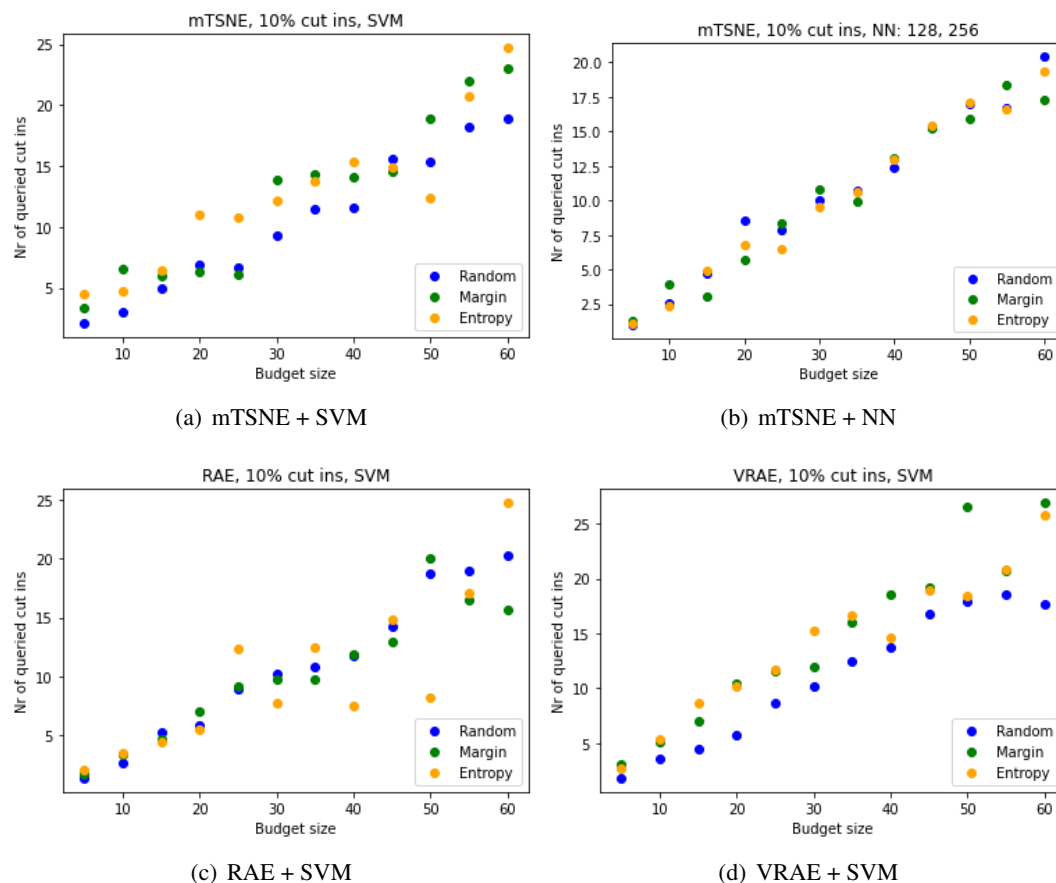 mTSNE, 10% cut ins, SVM
Nr of queried cut ins
25
20
15
10
5
Random
Margin
Entropy
10 20 30 40 50 60
Budget size
(a) mTSNE + SVM
mTSNE, 10% cut ins, NN: 128, 256
Nr of queried cut ins
20.0
17.5
15.0
12.5
10.0
7.5
5.0
2.5
Random
Margin
Entropy
10 20 30 40 50 60
Budget size
(b) mTSNE + NN
RAE, 10% cut ins, SVM
Nr of queried cut ins
25
20
15
10
5
Random
Margin
Entropy
10 20 30 40 50 60
Budget size
(c) RAE + SVM
VRAE, 10% cut ins, SVM
Nr of queried cut ins
25
20
15
10
5
Random
Margin
Entropy
10 20 30 40 50 60
Budget size
(d) VRAE + SVM